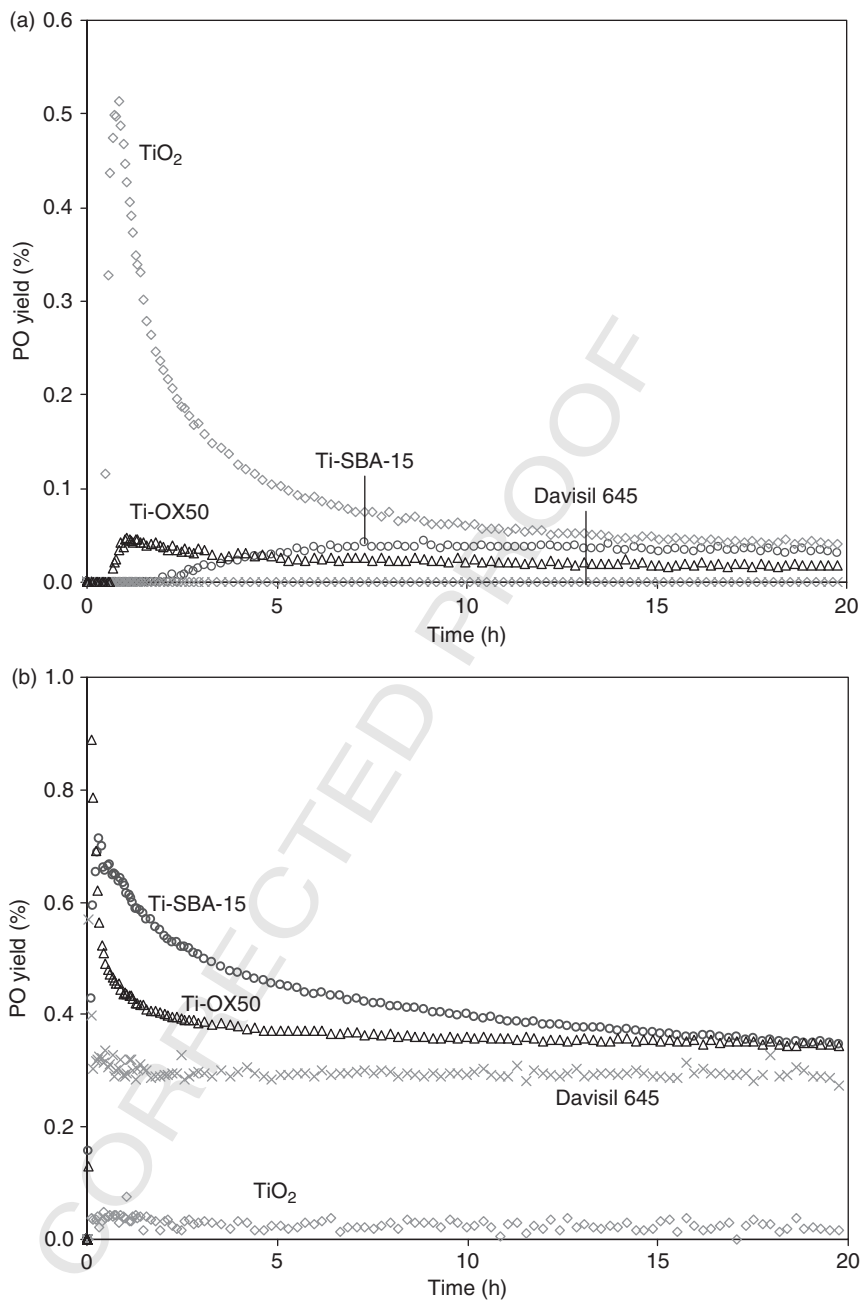 (a)
0.6
0.5
0.4
0.3
0.2
0.1
0.0
PO yield (%)
TiO₂
Ti-SBA-15
Davisil 645
Ti-OX50
0 5 10 15 20
Time (h)
(b)
1.0
0.8
0.6
0.4
0.2
0.0
PO yield (%)
Ti-SBA-15
Ti-OX50
Davisil 645
TiO₂
0 5 10 15 20
Time (h)
CORRECTED PROOF